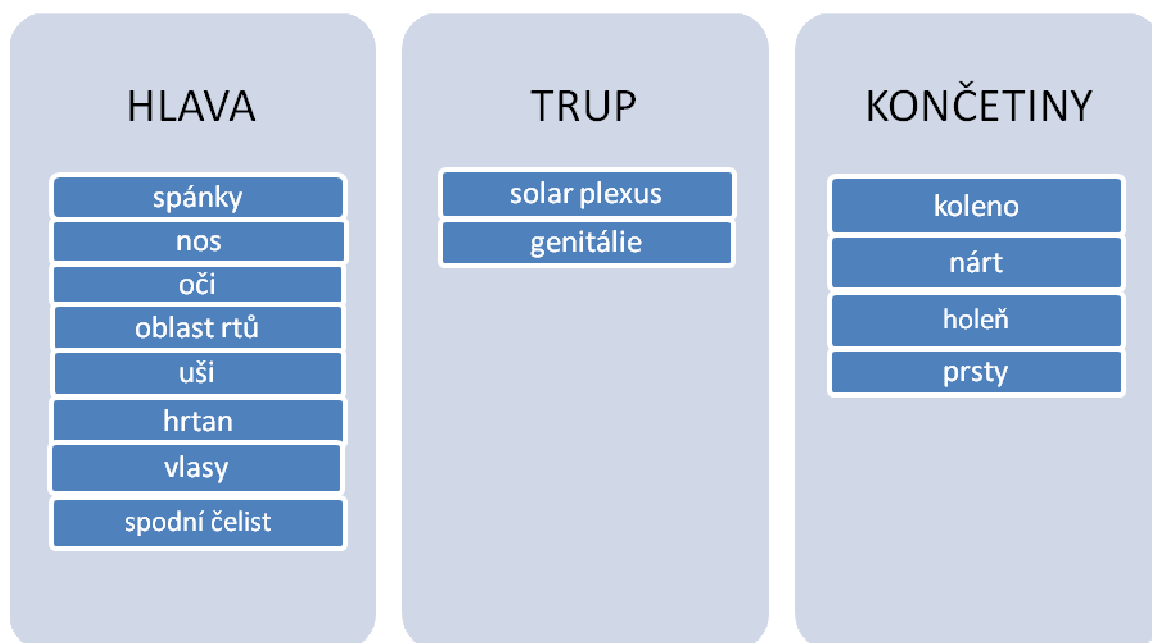 HLAVA
spánky
nos
oči
oblast rtů
uši
hrtan
vlasy
spodní čelist
TRUP
solar plexus
genitálie
KONČETINY
koleno
nárt
holeň
prsty